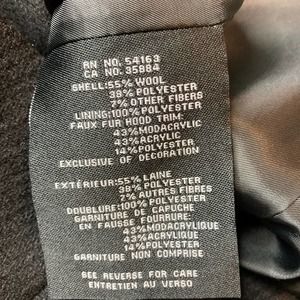 RN NO. 54163
CA NO. 35884
SHELL:55% WOOL
38% POLYESTER
7% OTHER FIBERS
LINING:100% POLYESTER
FAUX FUR HOOD TRIM:
43%MODACRYLIC
43%ACRYLIC
14%POLYESTER
EXCLUSIVE OF DECORATION
EXTÉRIEUR:55% LAINE
38% POLYESTER
7% AUTRES FIBRES
DOUBLURE:100% POLYESTER
GARNITURE DE CAPUCHE
EN FAUSSE FOURRURE:
43%MODACRYLIQUE
43%ACRYLIQUE
14%POLYESTER
GARNITURE NON COMPRISE
SEE REVERSE FOR CARE
ENTRETIEN AU VERSO